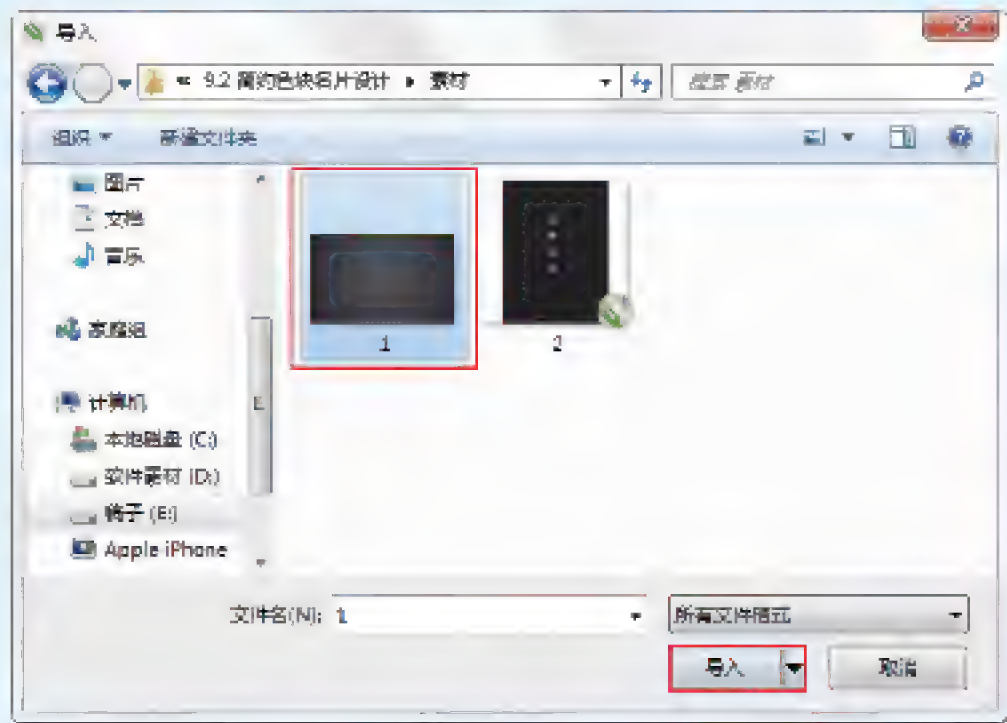 导入
9.2 简约色块名片设计 ▸ 素材
搜索 素材
组织
新建文件夹
图片
文档
音乐
家庭组
计算机
本地磁盘 (C:)
软件素材 (D:)
(E:)
Apple iPhone
1
2
文件名(N): 1
所有文件格式
导入
取消